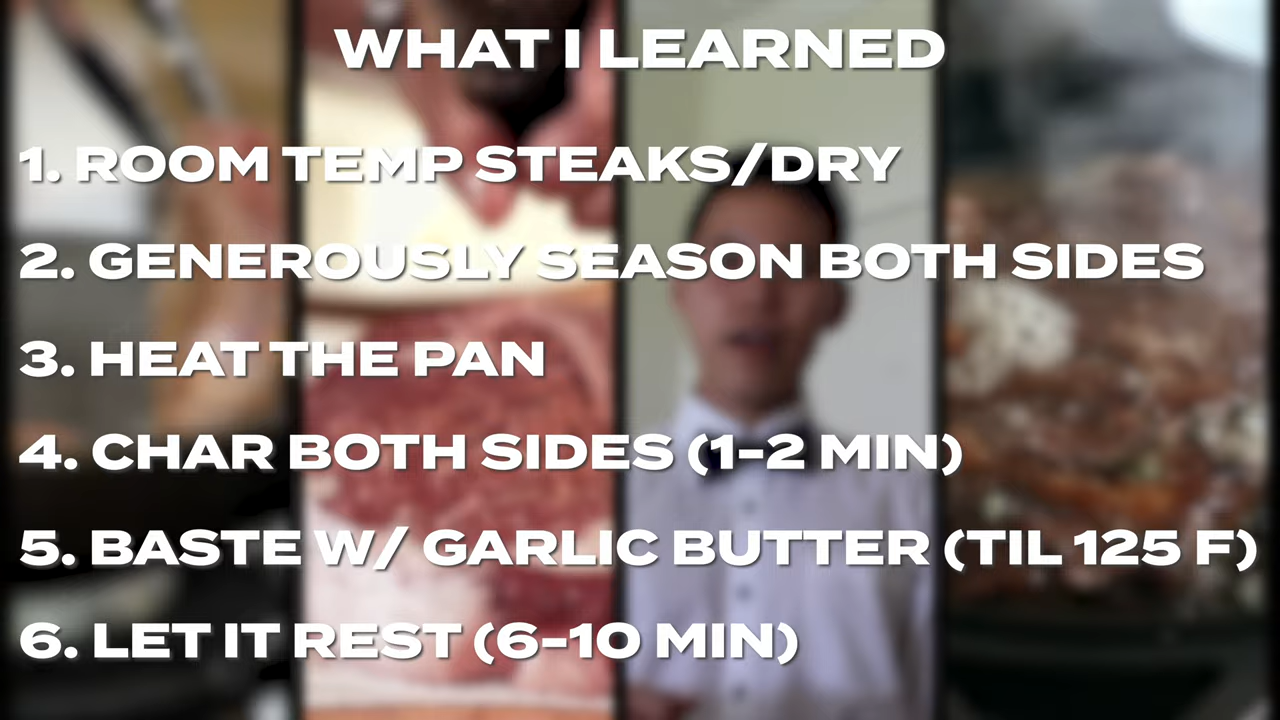 WHAT I LEARNED
1. ROOM TEMP STEAKS/DRY
2. GENEROUSLY SEASON BOTH SIDES
3. HEAT THE PAN
4. CHAR BOTH SIDES (1-2 MIN)
5. BASTE W/ GARLIC BUTTER (TIL 125 F)
6. LET IT REST (6-10 MIN)